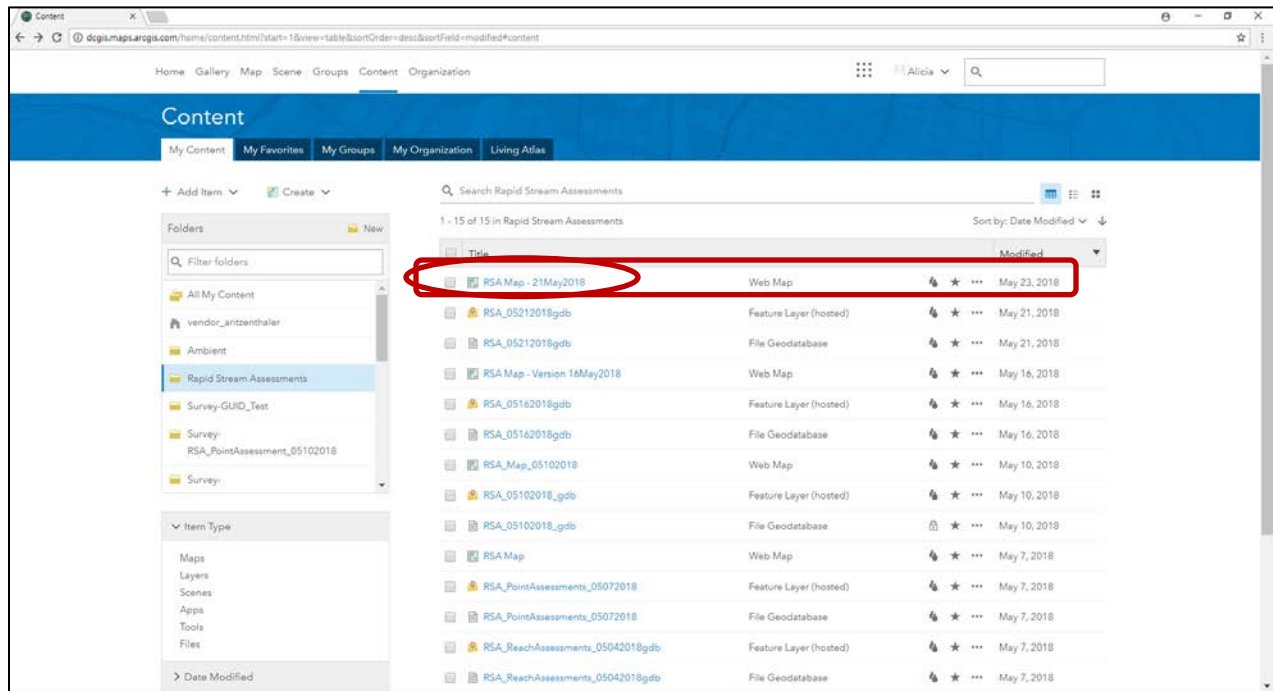 Content
dcgis.maps.arcgis.com/home/content.html?start=1&view=table&sortOrder=desc&sortField=modified#content
Home Gallery Map Scene Groups Content Organization Alicia
Content
My Content My Favorites My Groups My Organization Living Atlas
+ Add Item Create Search Rapid Stream Assessments
1 - 15 of 15 in Rapid Stream Assessments Sort by: Date Modified
Folders New
Title Modified
Filter folders
RSA Map - 21May2018 Web Map May 23, 2018
All My Content
RSA_05212018gdb Feature Layer (hosted) May 21, 2018
vendor_aritzenthaler
RSA_05212018gdb File Geodatabase May 21, 2018
Ambient
Rapid Stream Assessments RSA Map - Version 16May2018 Web Map May 16, 2018
Survey-GUID_Test RSA_05162018gdb Feature Layer (hosted) May 16, 2018
Survey-
RSA_PointAssessment_05102018
RSA_05162018gdb File Geodatabase May 16, 2018
RSA_Map_05102018 Web Map May 10, 2018
Survey-
RSA_05102018_gdb Feature Layer (hosted) May 10, 2018
Item Type RSA_05102018_gdb File Geodatabase May 10, 2018
Maps RSA Map Web Map May 7, 2018
Layers
Scenes RSA_PointAssessments_05072018 Feature Layer (hosted) May 7, 2018
Apps
Tools RSA_PointAssessments_05072018 File Geodatabase May 7, 2018
Files RSA_ReachAssessments_05042018gdb Feature Layer (hosted) May 7, 2018
Date Modified RSA_ReachAssessments_05042018gdb File Geodatabase May 7, 2018